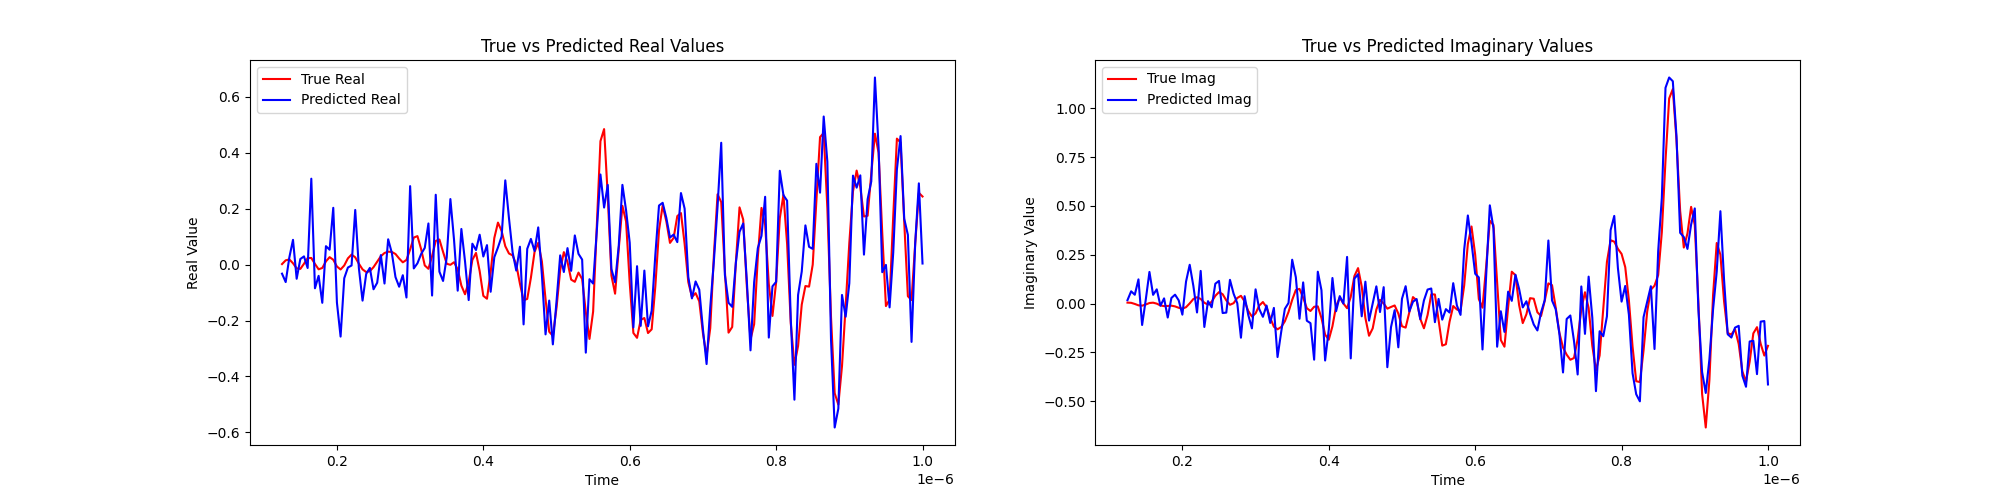 True vs Predicted Real Values
True Real
Predicted Real
Real Value
0.6
0.4
0.2
0.0
−0.2
−0.4
−0.6
0.2 0.4 0.6 0.8 1.0
Time
1e−6
True vs Predicted Imaginary Values
True Imag
Predicted Imag
Imaginary Value
1.00
0.75
0.50
0.25
0.00
−0.25
−0.50
0.2 0.4 0.6 0.8 1.0
Time
1e−6